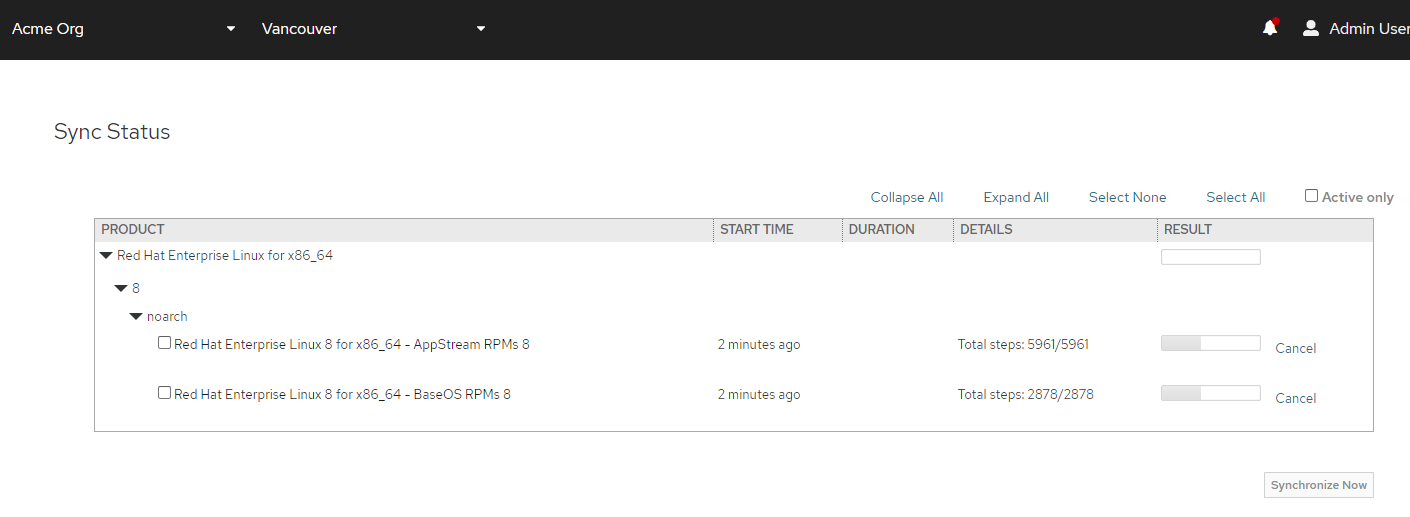 Acme Org Vancouver Admin User
Sync Status
Collapse All Expand All Select None Select All Active only
PRODUCT START TIME DURATION DETAILS RESULT
Red Hat Enterprise Linux for x86_64
8
noarch
Red Hat Enterprise Linux 8 for x86_64 - AppStream RPMs 8 2 minutes ago Total steps: 5961/5961 Cancel
Red Hat Enterprise Linux 8 for x86_64 - BaseOS RPMs 8 2 minutes ago Total steps: 2878/2878 Cancel
Synchronize Now